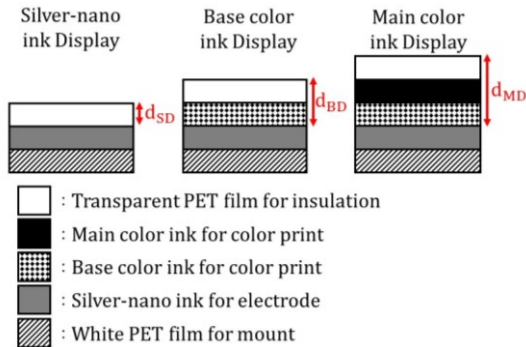 Silver-nano
ink Display
Base color
ink Display
Main color
ink Display
dSD
dBD
dMD
: Transparent PET film for insulation
: Main color ink for color print
: Base color ink for color print
: Silver-nano ink for electrode
: White PET film for mount